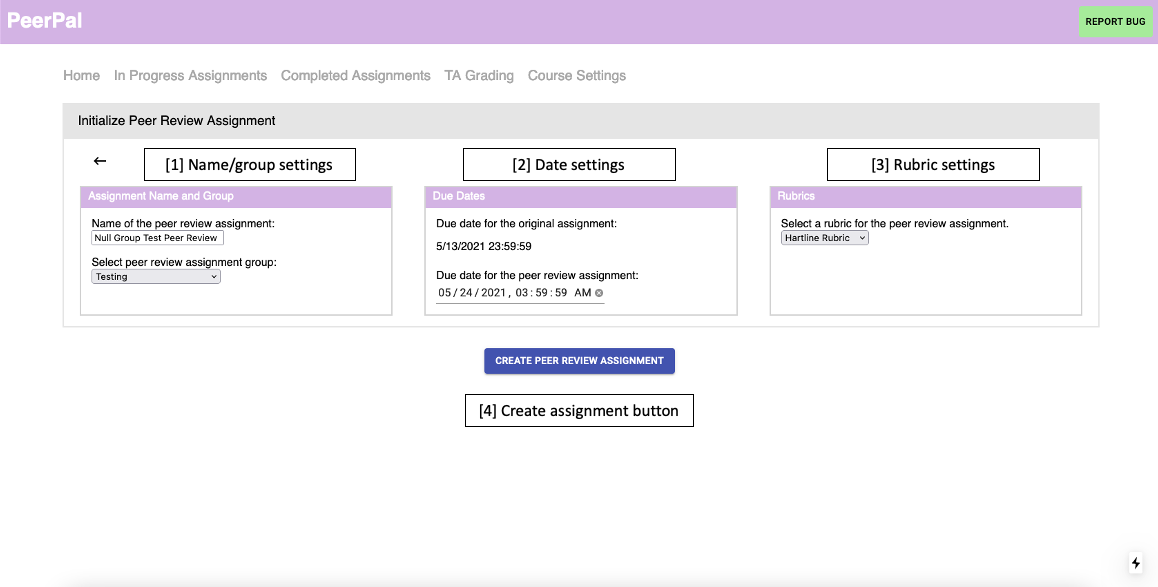 PeerPal
REPORT BUG
Home In Progress Assignments Completed Assignments TA Grading Course Settings
Initialize Peer Review Assignment
[1] Name/group settings
[2] Date settings
[3] Rubric settings
Assignment Name and Group
Name of the peer review assignment:
Null Group Test Peer Review
Select peer review assignment group:
Testing
Due Dates
Due date for the original assignment:
5/13/2021 23:59:59
Due date for the peer review assignment:
05/24/2021, 03:59:59 AM
Rubrics
Select a rubric for the peer review assignment.
Hartline Rubric
CREATE PEER REVIEW ASSIGNMENT
[4] Create assignment button